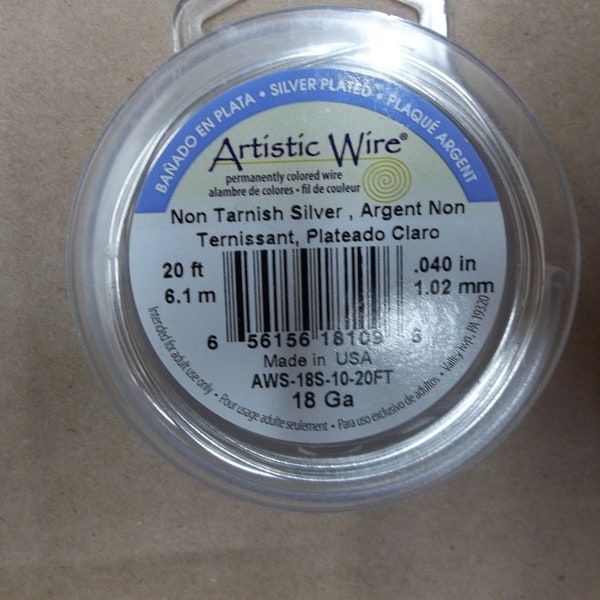 BAÑADO EN PLATA • SILVER PLATED • PLAQUÉ ARGENT
Artistic Wire®
permanently colored wire
alambre de colores • fil de couleur
Non Tarnish Silver , Argent Non
Ternissant, Plateado Claro
20 ft
6.1 m
.040 in
1.02 mm
6 56156 18109
Made in USA
AWS-18S-10-20FT
18 Ga
Intended for adult use only • Pour usage adulte seulement • Para uso exclusivo de adultos • PA 19320